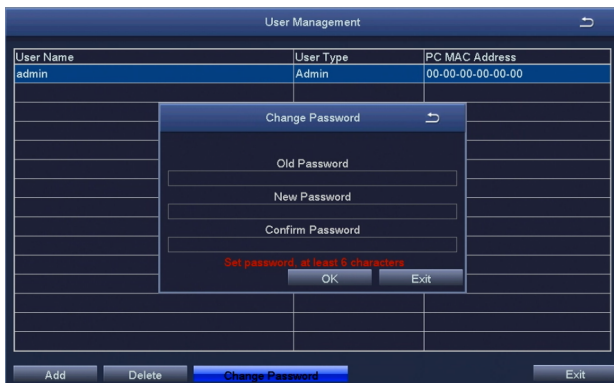 User Management
User Name User Type PC MAC Address
admin Admin 00-00-00-00-00-00
Change Password
Old Password
New Password
Confirm Password
Set password, at least 6 characters
OK Exit
Add Delete Change Password Exit